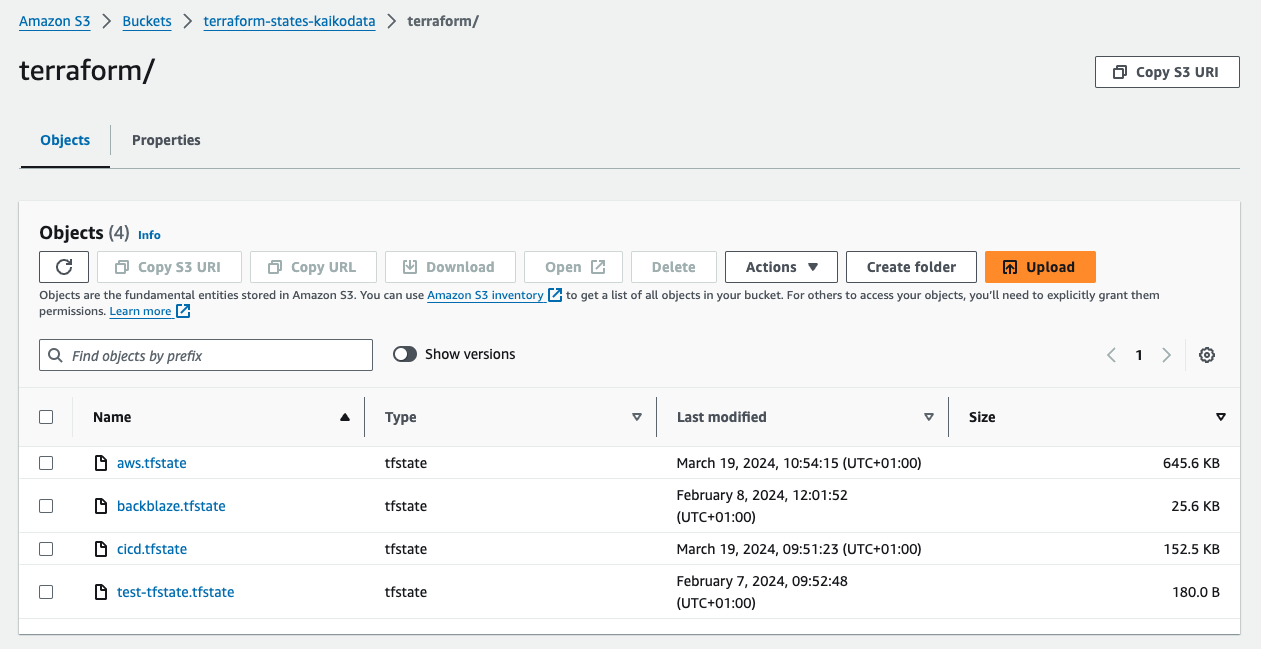 Amazon S3 > Buckets > terraform-states-kaikodata > terraform/
terraform/
Copy S3 URI
Objects
Properties
Objects (4) Info
Copy S3 URI
Copy URL
Download
Open
Delete
Actions
Create folder
Upload
Objects are the fundamental entities stored in Amazon S3. You can use Amazon S3 inventory to get a list of all objects in your bucket. For others to access your objects, you'll need to explicitly grant them
permissions. Learn more
Find objects by prefix
Show versions
1
Name Type Last modified Size
aws.tfstate tfstate March 19, 2024, 10:54:15 (UTC+01:00) 645.6 KB
backblaze.tfstate tfstate February 8, 2024, 12:01:52
(UTC+01:00) 25.6 KB
cicd.tfstate tfstate March 19, 2024, 09:51:23 (UTC+01:00) 152.5 KB
test-tfstate.tfstate tfstate February 7, 2024, 09:52:48
(UTC+01:00) 180.0 B